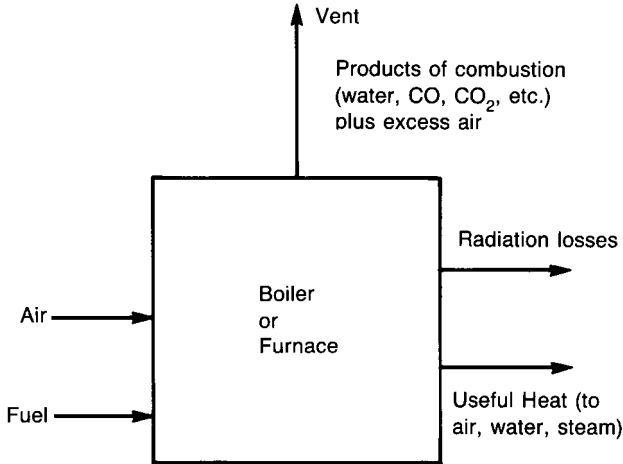 Vent
Products of combustion
(water, CO, CO₂, etc.)
plus excess air
Radiation losses
Boiler
or
Furnace
Air
Fuel
Useful Heat (to
air, water, steam)